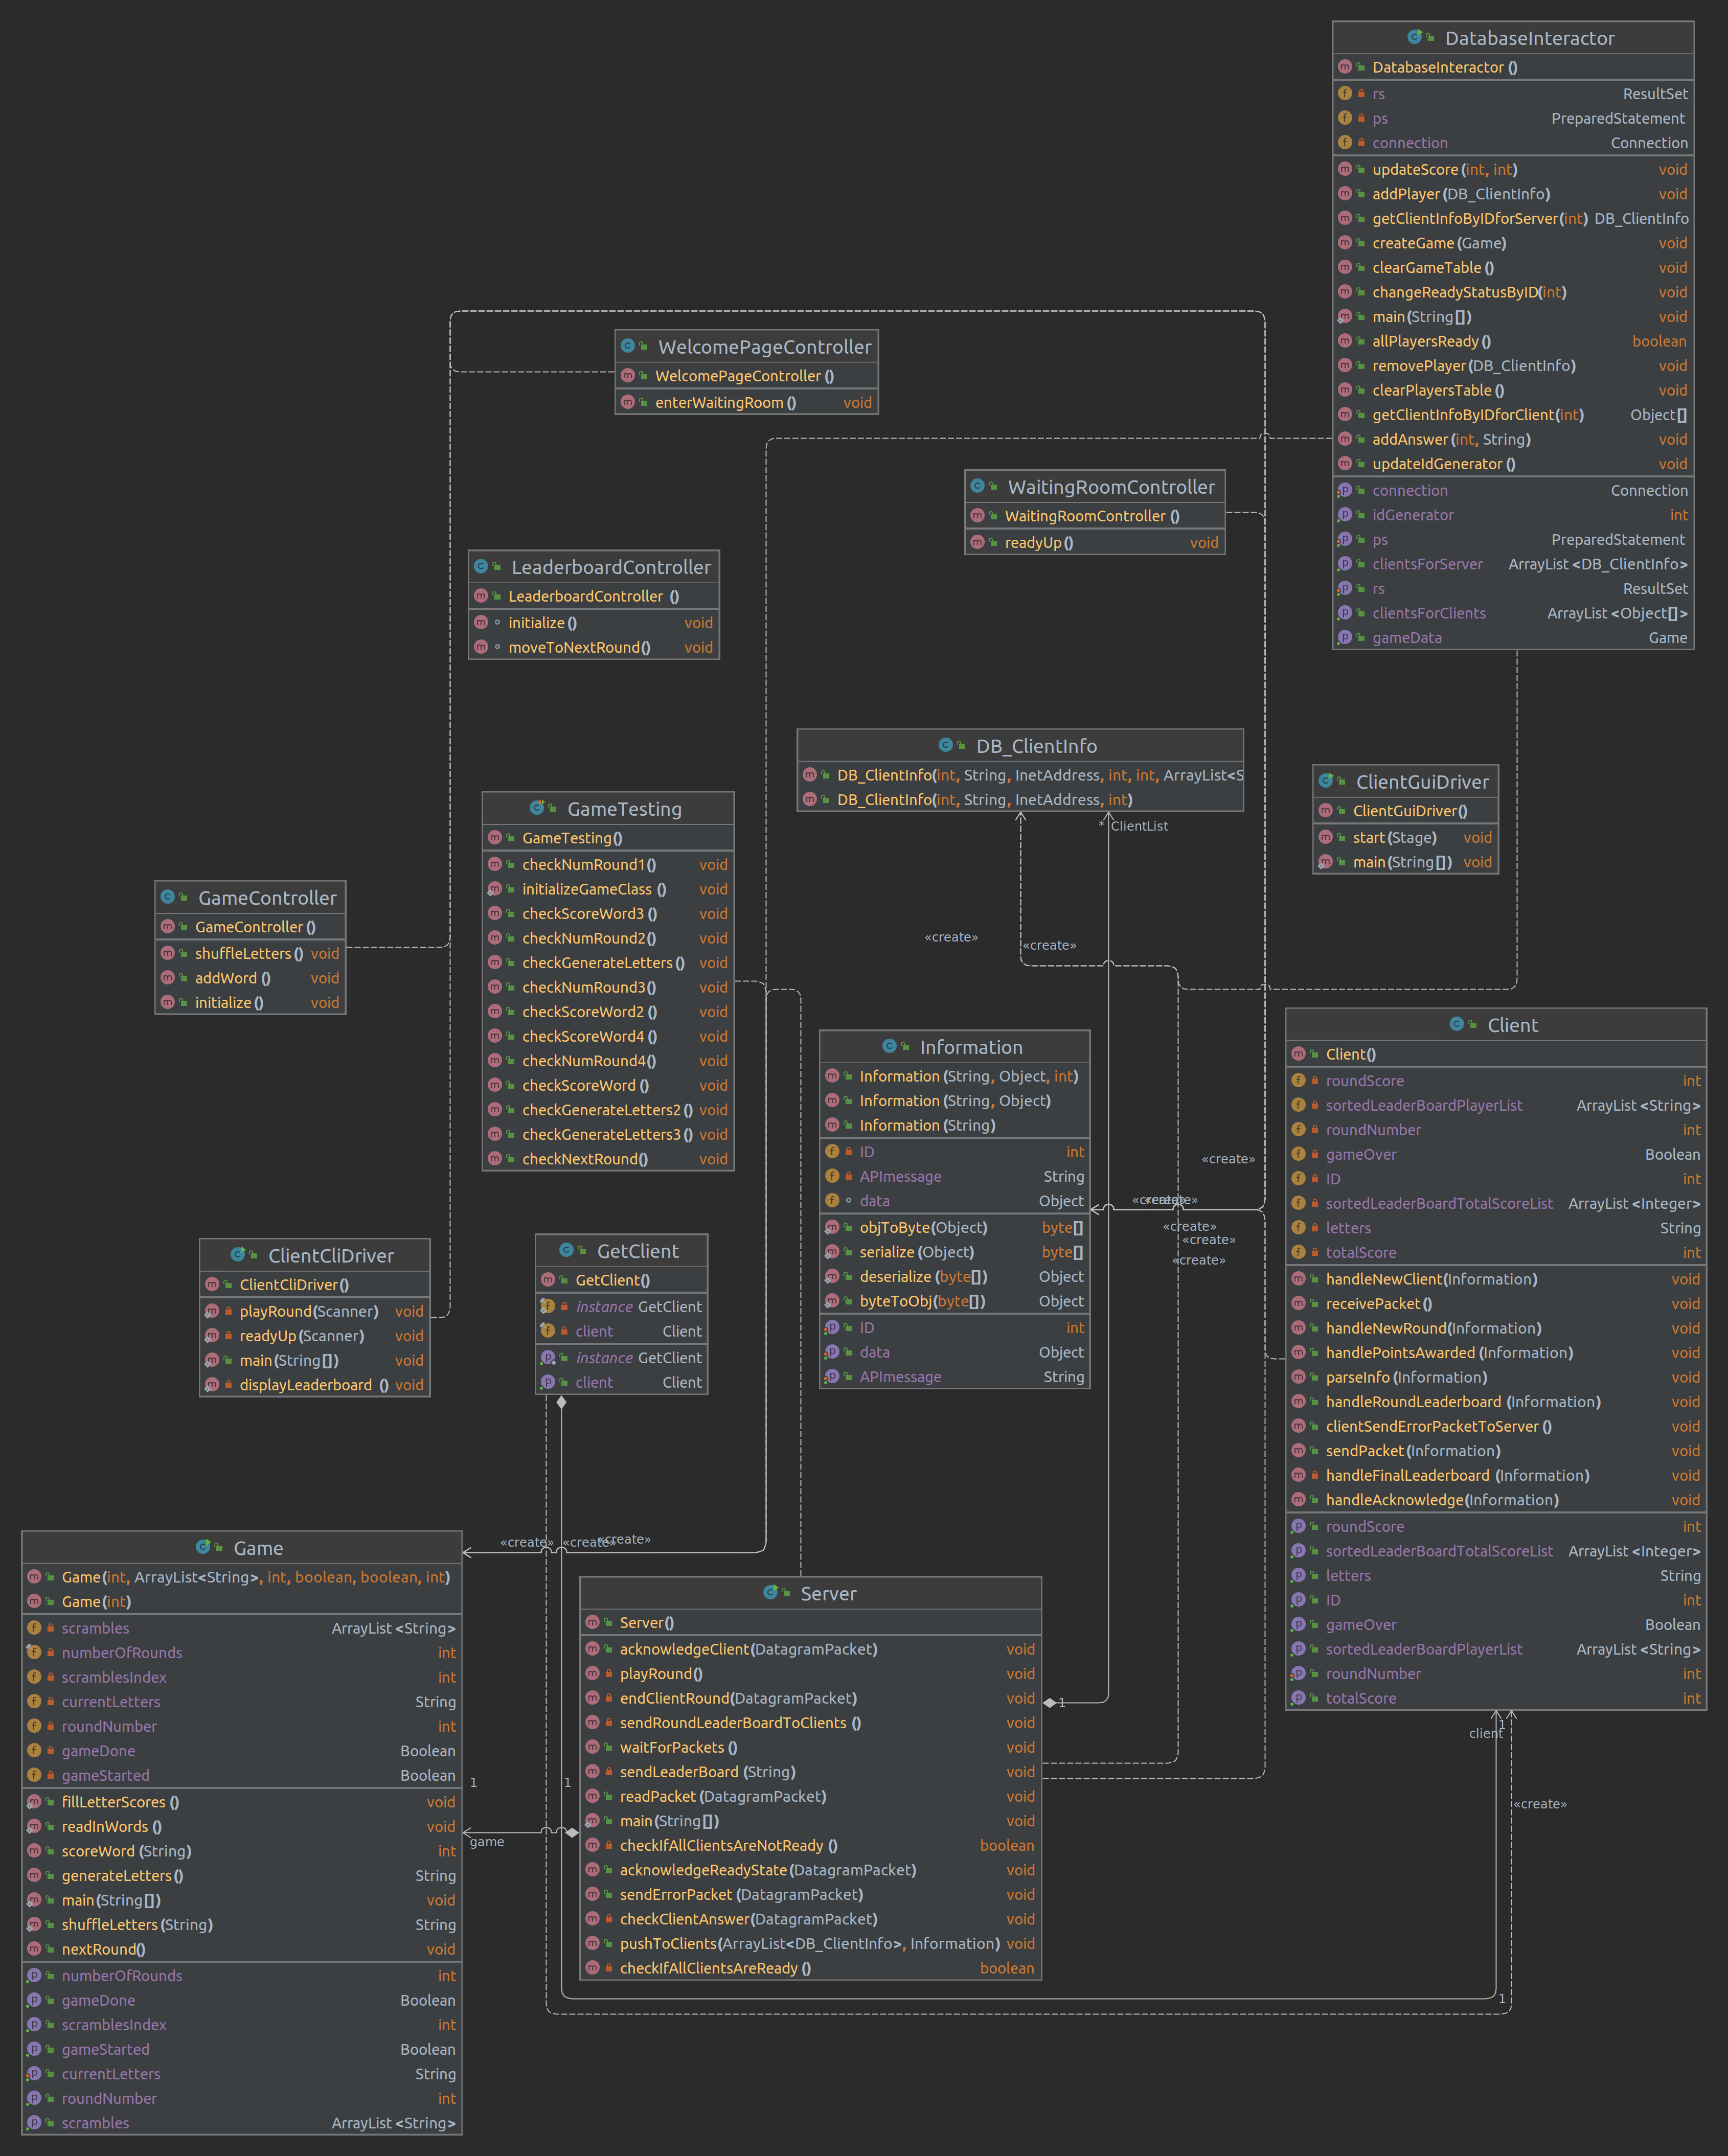 DatabaseInteractor
DatabaseInteractor ()
rs ResultSet
ps PreparedStatement
connection Connection
updateScore (int, int) void
addPlayer (DB_ClientInfo) void
getClientInfoByIDforServer(int) DB_ClientInfo
createGame (Game) void
clearGameTable () void
changeReadyStatusByID(int) void
main (String[]) void
allPlayersReady () boolean
removePlayer (DB_ClientInfo) void
clearPlayersTable () void
getClientInfoByIDforClient(int) Object[]
addAnswer (int, String) void
updateIdGenerator () void
connection Connection
idGenerator int
ps PreparedStatement
clientsForServer ArrayList <DB_ClientInfo>
rs ResultSet
clientsForClients ArrayList <Object[]>
gameData Game
WelcomePageController
WelcomePageController ()
enterWaitingRoom () void
WaitingRoomController
WaitingRoomController ()
readyUp () void
LeaderboardController
LeaderboardController ()
initialize () void
moveToNextRound() void
DB_ClientInfo
DB_ClientInfo(int, String, InetAddress, int, int, ArrayList<S
DB_ClientInfo(int, String, InetAddress, int)
* ClientList
ClientGuiDriver
ClientGuiDriver()
start (Stage) void
main (String[]) void
GameTesting
GameTesting()
checkNumRound1() void
initializeGameClass () void
checkScoreWord3 () void
checkNumRound2() void
checkGenerateLetters () void
checkNumRound3() void
checkScoreWord2 () void
checkScoreWord4 () void
checkNumRound4() void
checkScoreWord () void
checkGenerateLetters2 () void
checkGenerateLetters3 () void
checkNextRound() void
GameController
GameController ()
shuffleLetters () void
addWord () void
initialize () void
«create»
«create»
Information
Information (String, Object, int)
Information (String, Object)
Information (String)
ID int
APImessage String
data Object
objToByte (Object) byte[]
serialize (Object) byte[]
deserialize (byte[]) Object
byteToObj (byte[]) Object
ID int
data Object
APImessage String
«create»
«create»
«create»
«create»
«create»
«create»
Client
Client()
roundScore int
sortedLeaderBoardPlayerList ArrayList <String>
roundNumber int
gameOver Boolean
ID int
sortedLeaderBoardTotalScoreList ArrayList <Integer>
letters String
totalScore int
handleNewClient (Information) void
receivePacket () void
handleNewRound (Information) void
handlePointsAwarded (Information) void
parseInfo (Information) void
handleRoundLeaderboard (Information) void
clientSendErrorPacketToServer () void
sendPacket (Information) void
handleFinalLeaderboard (Information) void
handleAcknowledge (Information) void
roundScore int
sortedLeaderBoardTotalScoreList ArrayList <Integer>
letters String
ID int
gameOver Boolean
sortedLeaderBoardPlayerList ArrayList <String>
roundNumber int
totalScore int
ClientCliDriver
ClientCliDriver()
playRound (Scanner) void
readyUp (Scanner) void
main (String[]) void
displayLeaderboard () void
GetClient
GetClient()
instance GetClient
client Client
instance GetClient
client Client
«create»
«create»
«create»
Game
Game (int, ArrayList<String>, int, boolean, boolean, int)
Game (int)
scrambles ArrayList <String>
numberOfRounds int
scramblesIndex int
currentLetters String
roundNumber int
gameDone Boolean
gameStarted Boolean
fillLetterScores () void
readInWords () void
scoreWord (String) int
generateLetters () String
main (String[]) void
shuffleLetters (String) String
nextRound() void
numberOfRounds int
gameDone Boolean
scramblesIndex int
gameStarted Boolean
currentLetters String
roundNumber int
scrambles ArrayList <String>
1
game
1
Server
Server ()
acknowledgeClient (DatagramPacket) void
playRound() void
endClientRound (DatagramPacket) void
sendRoundLeaderBoardToClients () void
waitForPackets () void
sendLeaderBoard (String) void
readPacket (DatagramPacket) void
main (String[]) void
checkIfAllClientsAreNotReady () boolean
acknowledgeReadyState (DatagramPacket) void
sendErrorPacket (DatagramPacket) void
checkClientAnswer (DatagramPacket) void
pushToClients (ArrayList<DB_ClientInfo>, Information) void
checkIfAllClientsAreReady () boolean
1
1
client
«create»
1